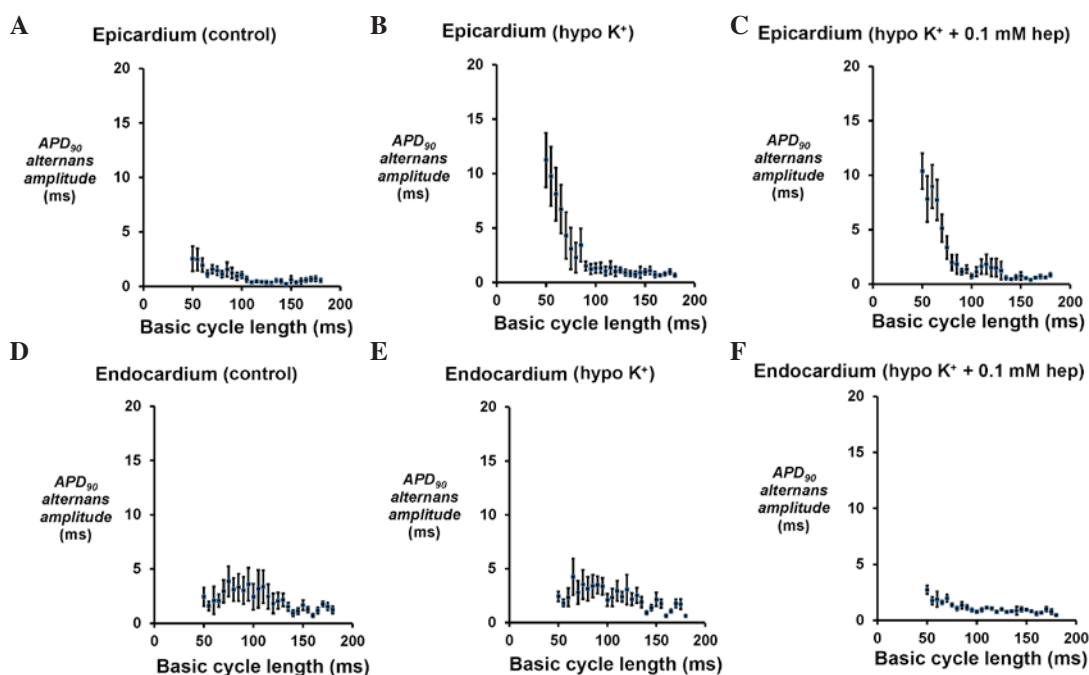 A
Epicardium (control)
20
15
10
5
0
APD90
alternans
amplitude
(ms)
0 50 100 150 200
Basic cycle length (ms)
B
Epicardium (hypo K+)
20
15
10
5
0
APD90
alternans
amplitude
(ms)
0 50 100 150 200
Basic cycle length (ms)
C
Epicardium (hypo K+ + 0.1 mM hep)
20
15
10
5
0
APD90
alternans
amplitude
(ms)
0 50 100 150 200
Basic cycle length (ms)
D
Endocardium (control)
20
15
10
5
0
APD90
alternans
amplitude
(ms)
0 50 100 150 200
Basic cycle length (ms)
E
Endocardium (hypo K+)
20
15
10
5
0
APD90
alternans
amplitude
(ms)
0 50 100 150 200
Basic cycle length (ms)
F
Endocardium (hypo K+ + 0.1 mM hep)
20
15
10
5
0
APD90
alternans
amplitude
(ms)
0 50 100 150 200
Basic cycle length (ms)